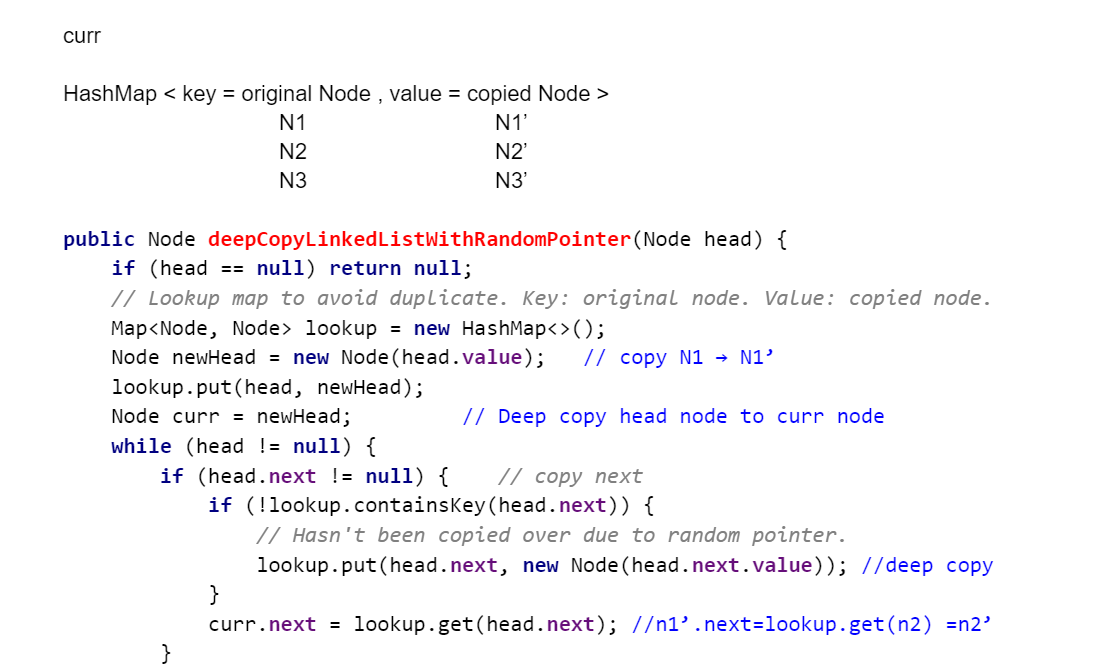 curr
HashMap < key = original Node , value = copied Node >
N1 N1’
N2 N2’
N3 N3’
public Node deepCopyLinkedListWithRandomPointer(Node head) {
if (head == null) return null;
// Lookup map to avoid duplicate. Key: original node. Value: copied node.
Map<Node, Node> lookup = new HashMap<>();
Node newHead = new Node(head.value); // copy N1 → N1’
lookup.put(head, newHead);
Node curr = newHead; // Deep copy head node to curr node
while (head != null) {
if (head.next != null) { // copy next
if (!lookup.containsKey(head.next)) {
// Hasn't been copied over due to random pointer.
lookup.put(head.next, new Node(head.next.value)); //deep copy
}
curr.next = lookup.get(head.next); //n1’.next=lookup.get(n2) =n2’
}